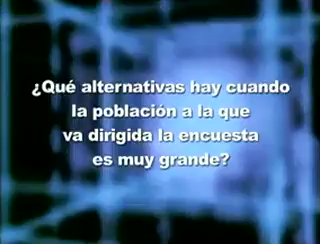 ¿Qué alternativas hay cuando
la población a la que
va dirigida la encuesta
es muy grande?